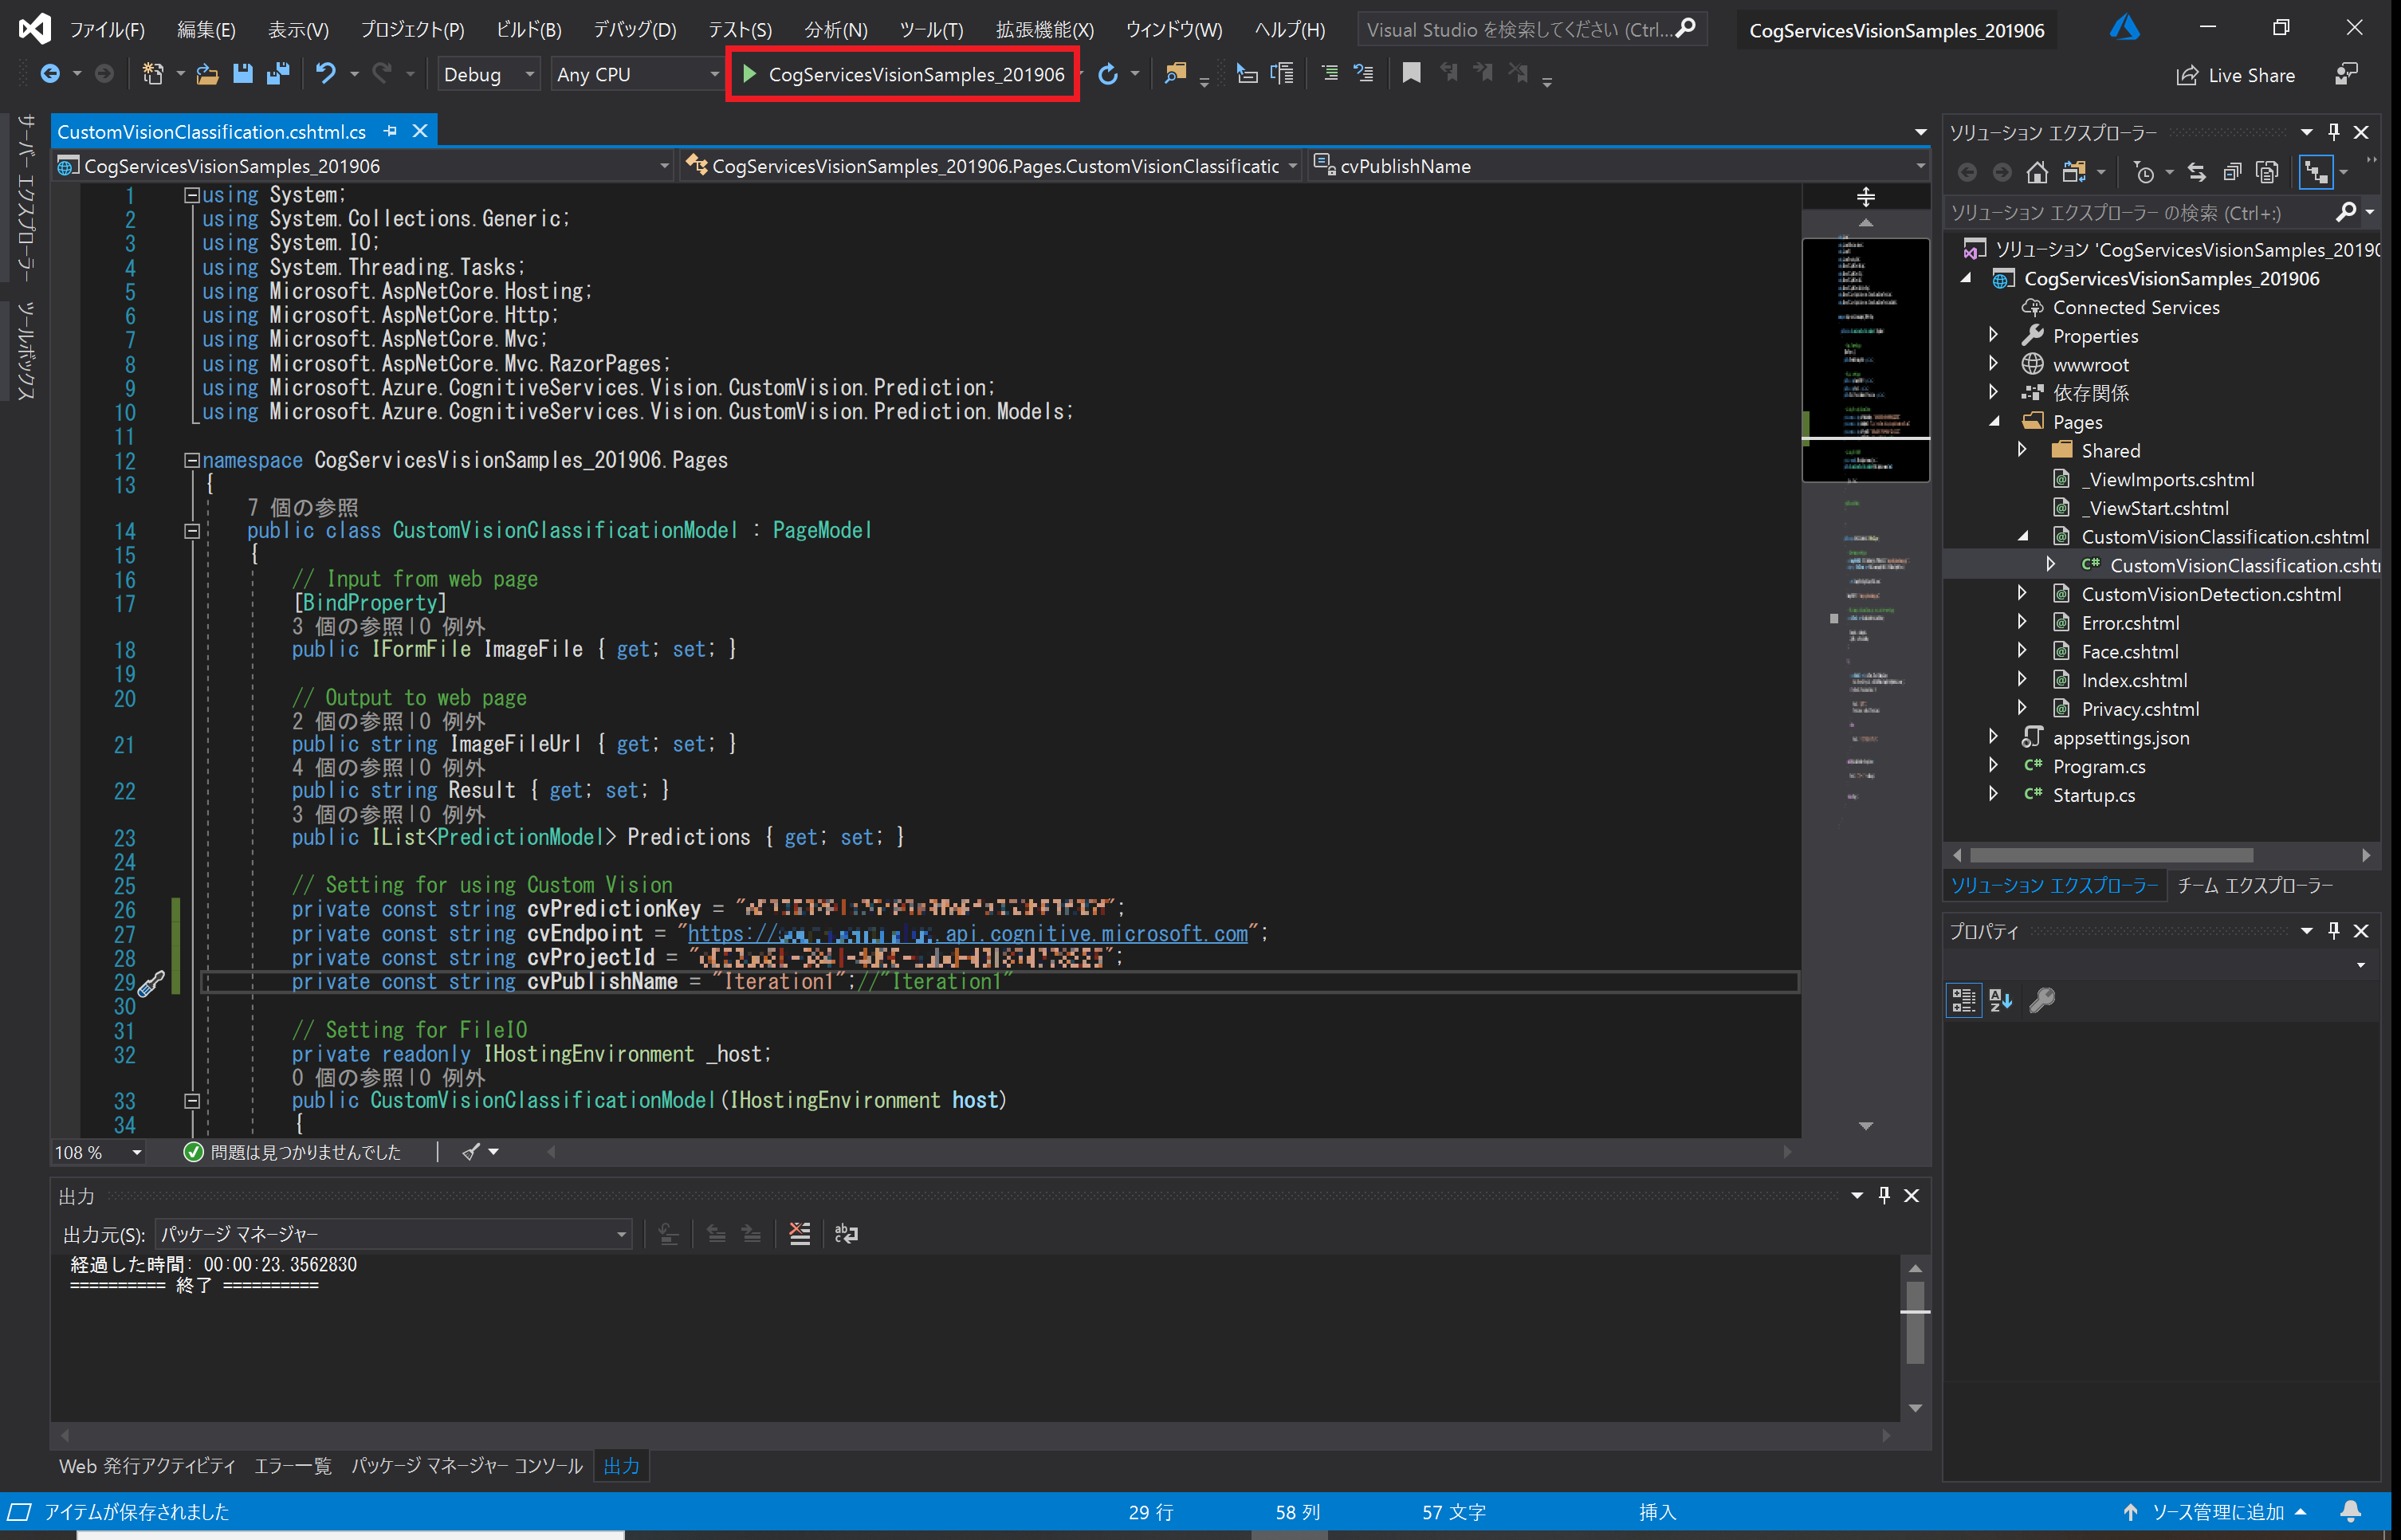 ファイル(F) 編集(E) 表示(V) プロジェクト(P) ビルド(B) デバッグ(D) テスト(S) 分析(N) ツール(T) 拡張機能(X) ウィンドウ(W) ヘルプ(H) Visual Studio を検索してください (Ctrl... CogServicesVisionSamples_201906
Debug Any CPU CogServicesVisionSamples_201906 Live Share
サーバー エクスプローラー
ツールボックス
CustomVisionClassification.cshtml.cs
CogServicesVisionSamples_201906 CogServicesVisionSamples_201906.Pages.CustomVisionClassificatic cvPublishName
1 using System;
2 using System.Collections.Generic;
3 using System.IO;
4 using System.Threading.Tasks;
5 using Microsoft.AspNetCore.Hosting;
6 using Microsoft.AspNetCore.Http;
7 using Microsoft.AspNetCore.Mvc;
8 using Microsoft.AspNetCore.Mvc.RazorPages;
9 using Microsoft.Azure.CognitiveServices.Vision.CustomVision.Prediction;
10 using Microsoft.Azure.CognitiveServices.Vision.CustomVision.Prediction.Models;
11
12 namespace CogServicesVisionSamples_201906.Pages
13 {
7 個の参照
14 public class CustomVisionClassificationModel : PageModel
15 {
16 // Input from web page
17 [BindProperty]
3 個の参照|0 例外
18 public IFormFile ImageFile { get; set; }
19
20 // Output to web page
2 個の参照|0 例外
21 public string ImageFileUrl { get; set; }
4 個の参照|0 例外
22 public string Result { get; set; }
3 個の参照|0 例外
23 public IList<PredictionModel> Predictions { get; set; }
24
25 // Setting for using Custom Vision
26 private const string cvPredictionKey = "";
27 private const string cvEndpoint = "https://.api.cognitive.microsoft.com";
28 private const string cvProjectId = "";
29 private const string cvPublishName = "Iteration1";//"Iteration1"
30
31 // Setting for FileIO
32 private readonly IHostingEnvironment _host;
0 個の参照|0 例外
33 public CustomVisionClassificationModel(IHostingEnvironment host)
34 {
108 % 問題は見つかりませんでした
出力
出力元(S): パッケージ マネージャー
経過した時間: 00:00:23.3562830
========== 終了 ==========
Web 発行アクティビティ エラー一覧 パッケージ マネージャー コンソール 出力
ソリューション エクスプローラー
ソリューション エクスプローラー の検索 (Ctrl+:)
ソリューション 'CogServicesVisionSamples_2019
CogServicesVisionSamples_201906
Connected Services
Properties
wwwroot
依存関係
Pages
Shared
_ViewImports.cshtml
_ViewStart.cshtml
CustomVisionClassification.cshtml
C# CustomVisionClassification.csht
CustomVisionDetection.cshtml
Error.cshtml
Face.cshtml
Index.cshtml
Privacy.cshtml
appsettings.json
C# Program.cs
C# Startup.cs
ソリューション エクスプローラー チーム エクスプローラー
プロパティ
アイテムが保存されました 29 行 58 列 57 文字 挿入 ソース管理に追加